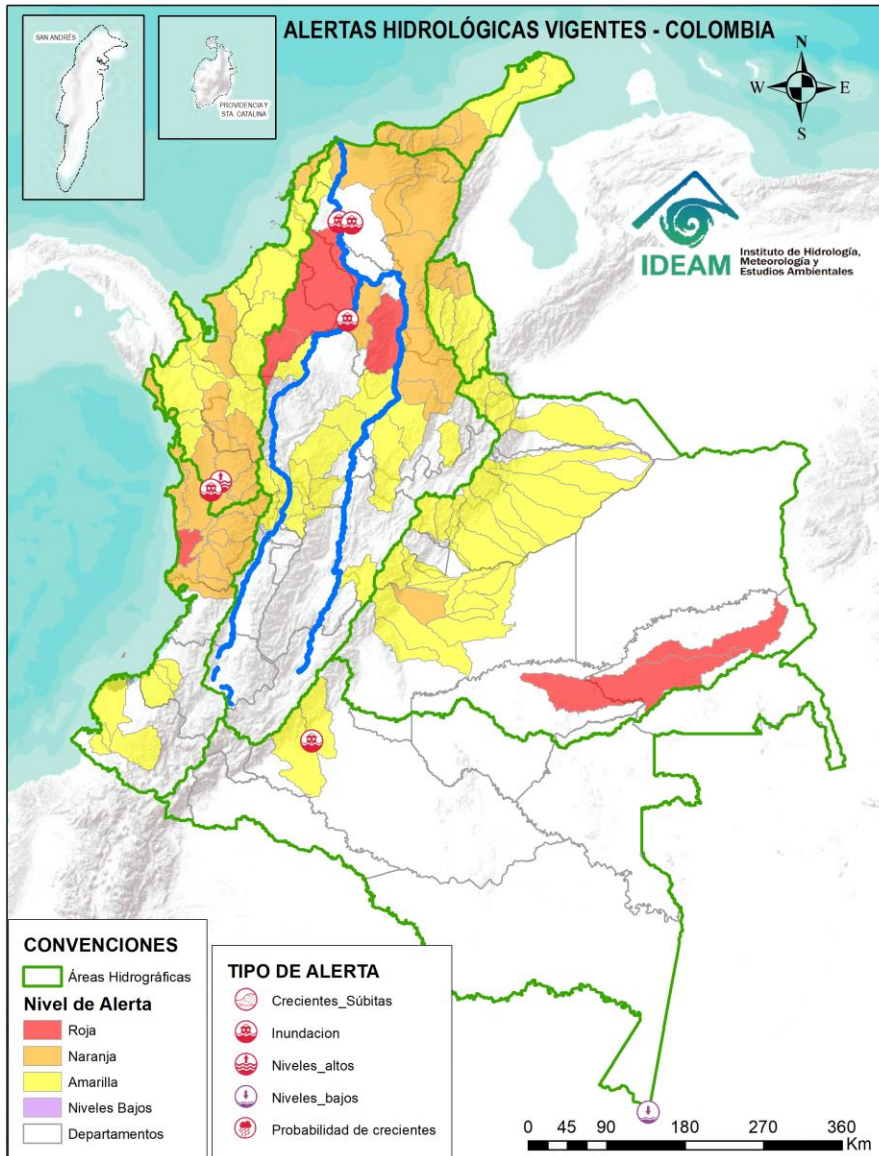 ALERTAS HIDROLÓGICAS VIGENTES - COLOMBIA
SAN ANDRÉS
PROVIDENCIA Y
STA. CATALINA
N
W
E
S
IDEAM
Instituto de Hidrología,
Meteorología y
Estudios Ambientales
CONVENCIONES
Áreas Hidrográficas
Nivel de Alerta
Roja
Naranja
Amarilla
Niveles Bajos
Departamentos
TIPO DE ALERTA
Crecientes_Súbitas
Inundacion
Niveles_altos
Niveles_bajos
Probabilidad de crecientes
0 45 90 180 270 360
Km